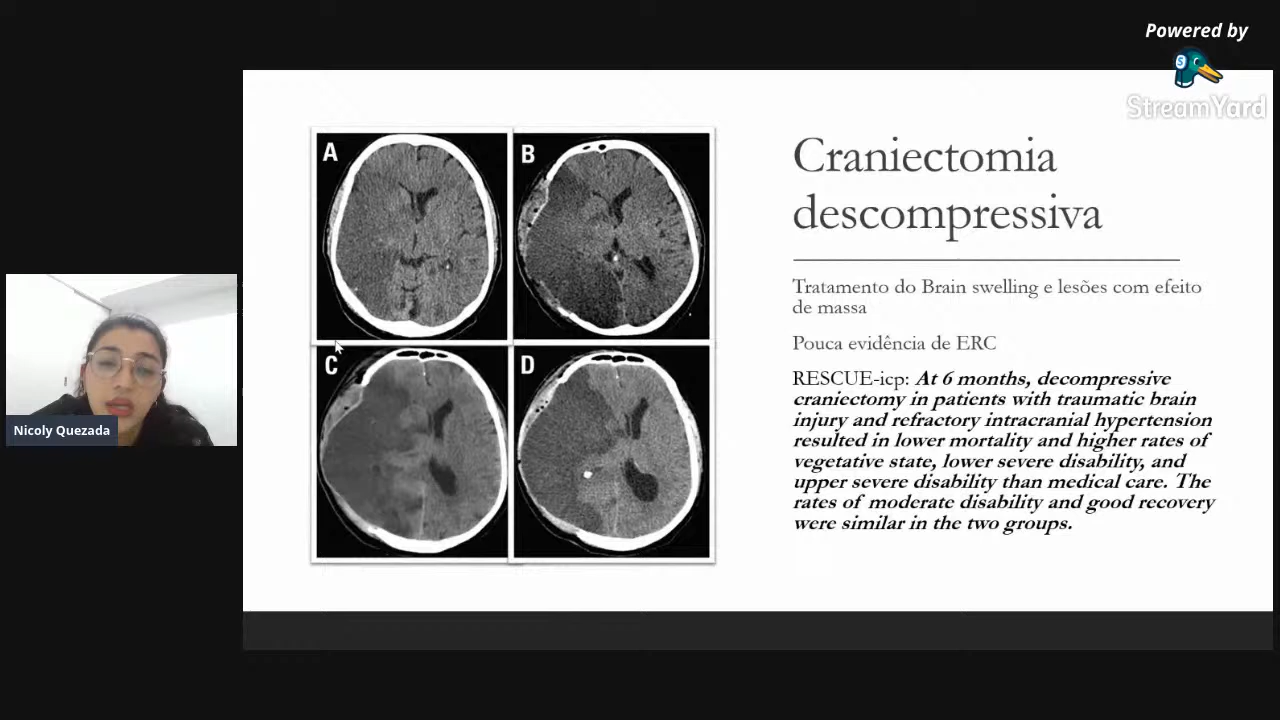 Powered by
StreamYard
A
B
C
D
Craniectomia
descompressiva
Tratamento do Brain swelling e lesões com efeito
de massa
Pouca evidência de ERC
RESCUE-icp: At 6 months, decompressive
craniectomy in patients with traumatic brain
injury and refractory intracranial hypertension
resulted in lower mortality and higher rates of
vegetative state, lower severe disability, and
upper severe disability than medical care. The
rates of moderate disability and good recovery
were similar in the two groups.
Nicoly Quezada